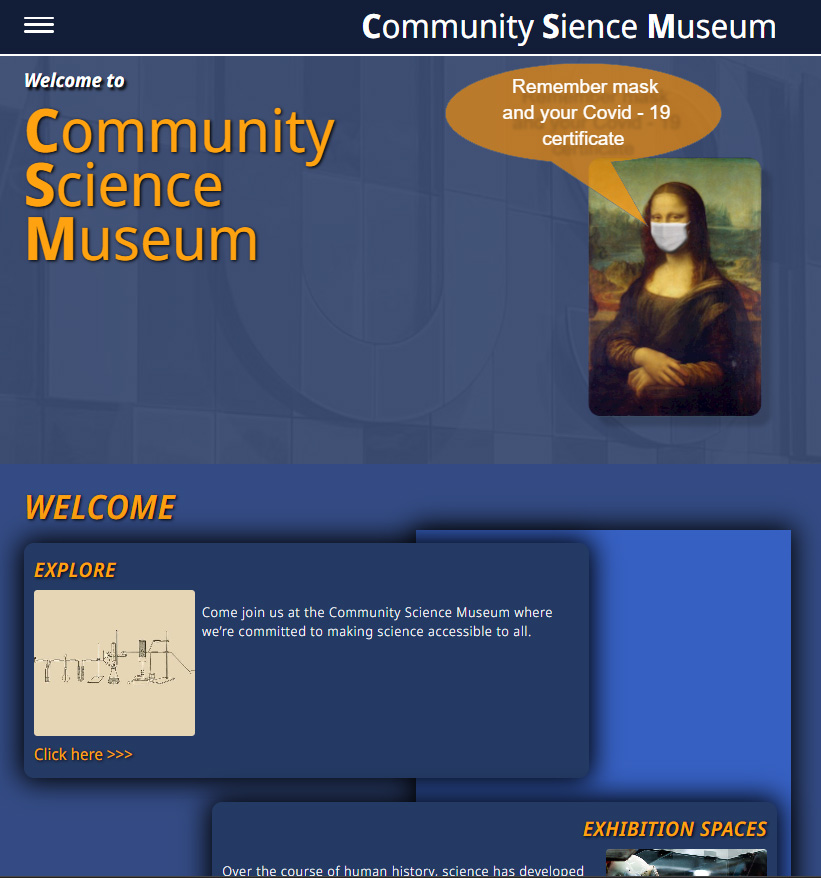 Community Sience Museum
Welcome to
Community
Science
Museum
Remember mask
and your Covid - 19
certificate
WELCOME
EXPLORE
Come join us at the Community Science Museum where
we're committed to making science accessible to all.
Click here >>>
EXHIBITION SPACES
Over the course of human history, science has developed